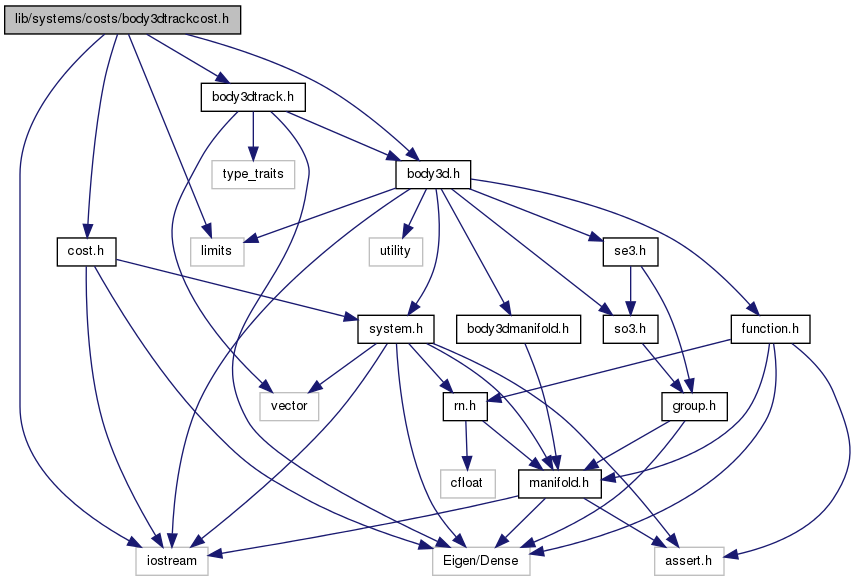 lib/systems/costs/body3dtrackcost.h
body3dtrack.h
type_traits
body3d.h
cost.h
limits
utility
se3.h
system.h
body3dmanifold.h
so3.h
function.h
vector
rn.h
group.h
cfloat
manifold.h
iostream
Eigen/Dense
assert.h